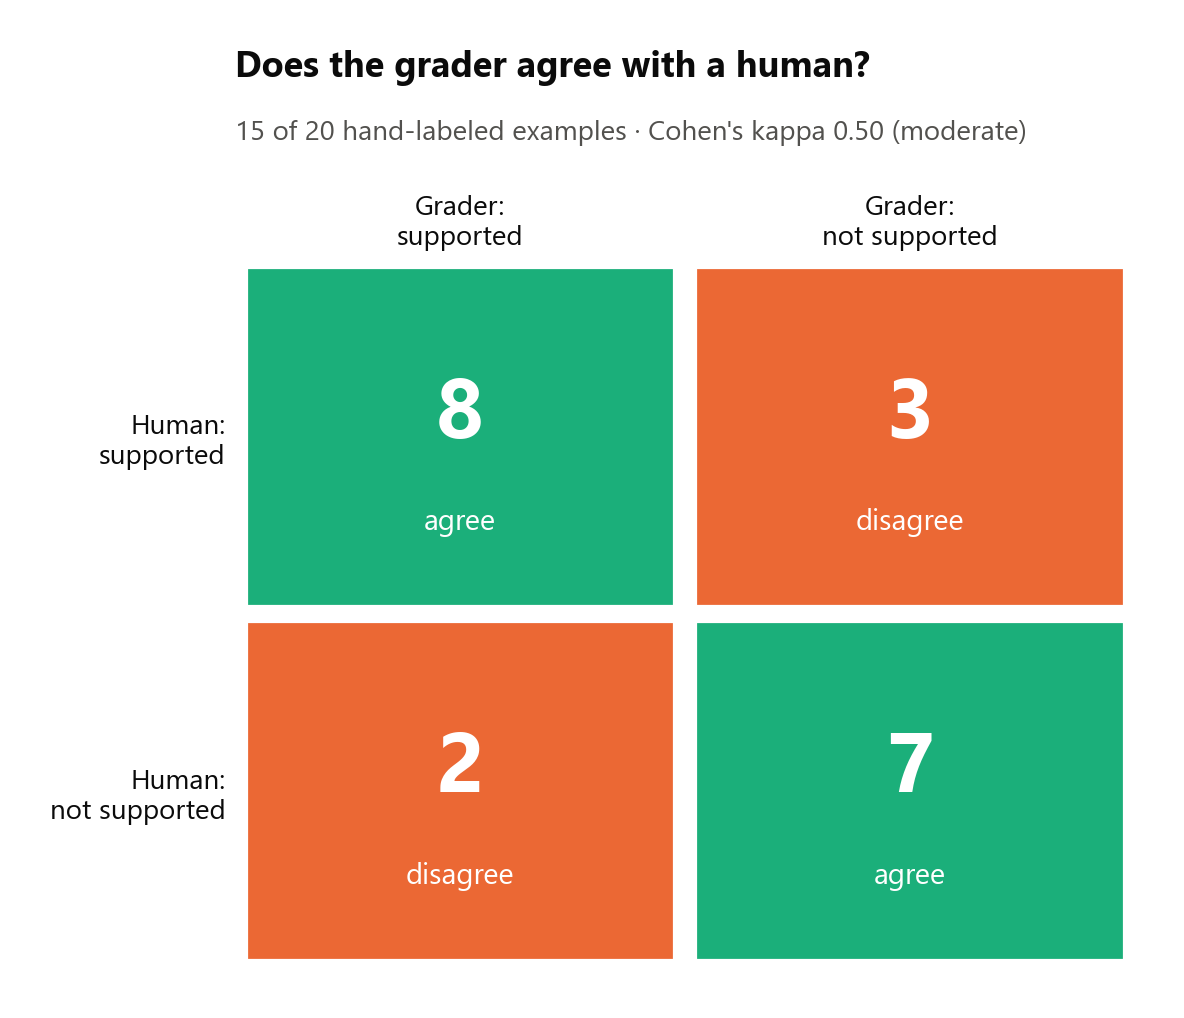 Does the grader agree with a human?
15 of 20 hand-labeled examples · Cohen's kappa 0.50 (moderate)
Grader:
supported
Grader:
not supported
Human:
supported
8
agree
3
disagree
Human:
not supported
2
disagree
7
agree